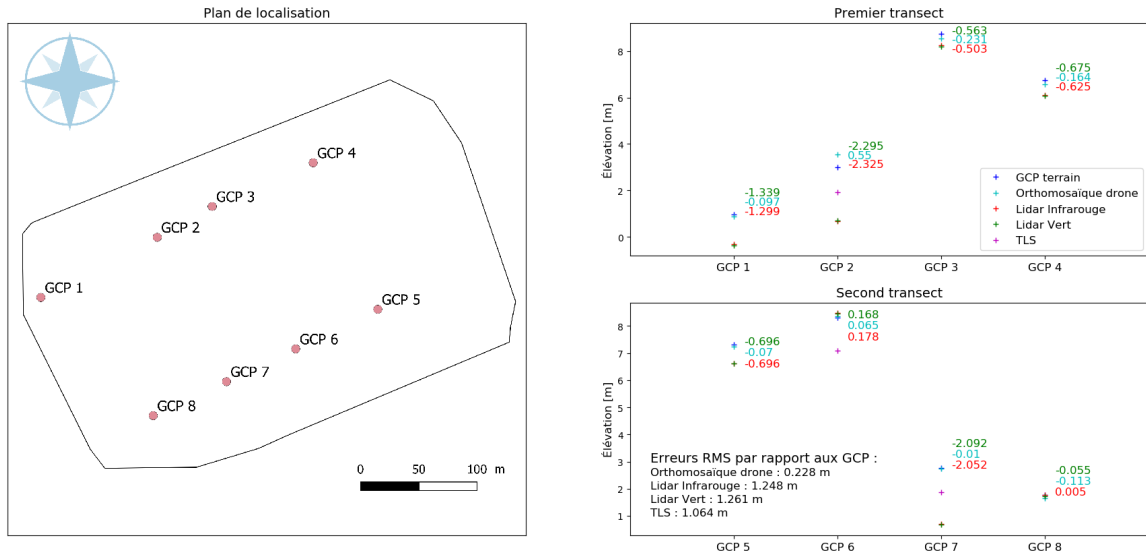 Plan de localisation
GCP 4
GCP 3
GCP 2
GCP 1
GCP 5
GCP 6
GCP 7
GCP 8
0 50 100 m
Premier transect
Élévation [m]
8
6
4
2
0
-1.339
-0.097
-1.299
-2.295
0.55
-2.325
-0.563
-0.231
-0.503
-0.675
-0.164
-0.625
GCP terrain
Orthomosaïque drone
Lidar Infrarouge
Lidar Vert
TLS
GCP 1 GCP 2 GCP 3 GCP 4
Second transect
Élévation [m]
8
7
6
5
4
3
2
1
-0.696
-0.07
-0.696
0.168
0.065
0.178
-2.092
-0.01
-2.052
-0.055
-0.113
0.005
Erreurs RMS par rapport aux GCP :
Orthomosaïque drone : 0.228 m
Lidar Infrarouge : 1.248 m
Lidar Vert : 1.261 m
TLS : 1.064 m
GCP 5 GCP 6 GCP 7 GCP 8